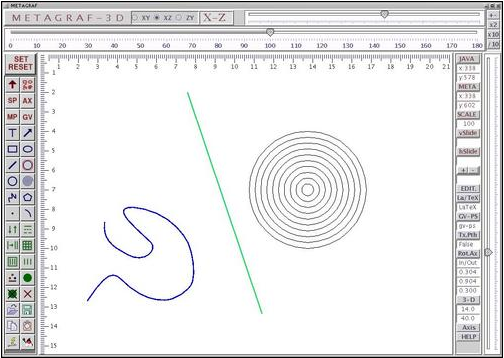 METAGRAF
METAGRAF-3D XY XZ ZY X-Z
0 10 20 30 40 50 60 70 80 90 100 110 120 130 140 150 160 170 180
x2
x10
/10
SET
RESET
1 2 3 4 5 6 7 8 9 10 11 12 13 14 15 16 17 18 19 20 21
SP AX
MP GV
T
1
2
3
4
5
6
7
8
9
10
11
12
13
14
15
JAVA
x:338
y:578
META
x:338
y:602
SCALE
100
vSlide
hSlide
+ -
EDIT.
La/TeX
LaTeX
GV-PS
gv-ps
Tx.Pth
False
Rot.Ax
In/Out
0.304
0.904
0.300
3-D
14.0
40.0
Axis
HELP